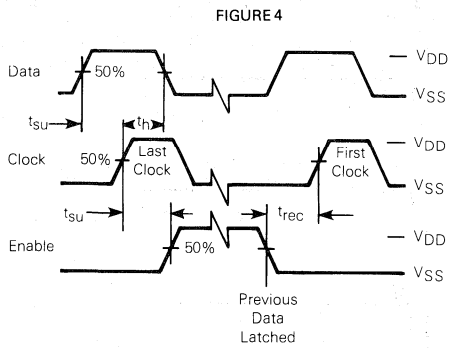 FIGURE 4
Data
50%
VDD
VSS
tsu
th
Clock
50%
Last
Clock
First
Clock
VDD
VSS
tsu
trec
Enable
50%
VDD
VSS
Previous
Data
Latched